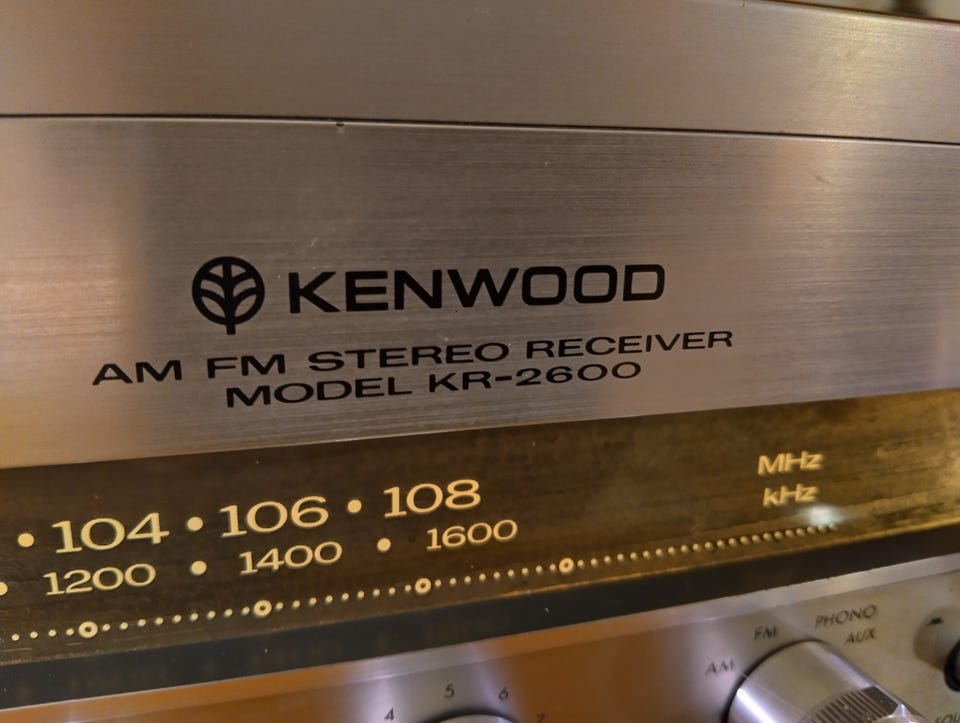 KENWOOD
AM FM STEREO RECEIVER
MODEL KR-2600
MHz
• 104 • 106 • 108
kHz
1200 • 1400 • 1600
PHONO
FM
AUX
AM
5 6
4